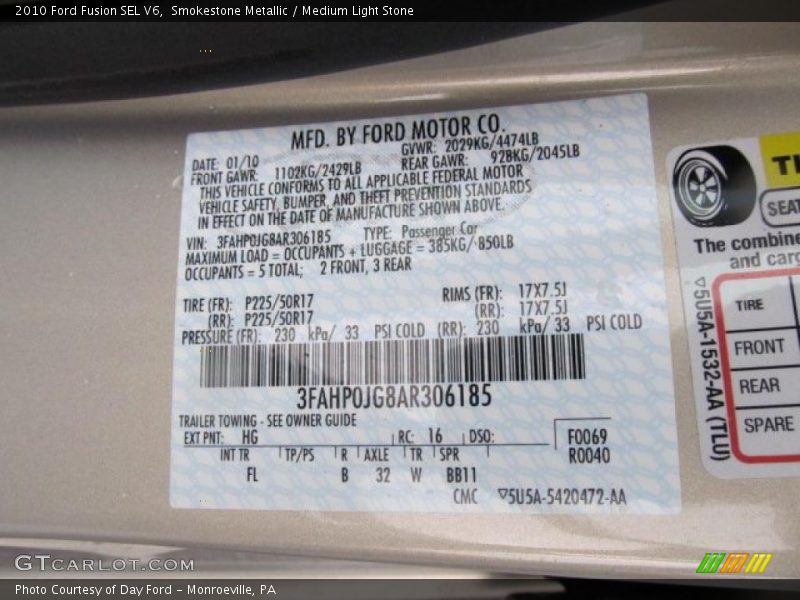 2010 Ford Fusion SEL V6,  Smokestone Metallic / Medium Light Stone
MFD. BY FORD MOTOR CO.
DATE: 01/10 GVWR: 2029KG/4474LB
FRONT GAWR: 1102KG/2429LB REAR GAWR: 928KG/2045LB
THIS VEHICLE CONFORMS TO ALL APPLICABLE FEDERAL MOTOR
VEHICLE SAFETY, BUMPER, AND THEFT PREVENTION STANDARDS
IN EFFECT ON THE DATE OF MANUFACTURE SHOWN ABOVE.
VIN: 3FAHP0JG8AR306185 TYPE: Passenger Car
MAXIMUM LOAD = OCCUPANTS + LUGGAGE = 385KG/ 850LB
OCCUPANTS = 5 TOTAL; 2 FRONT, 3 REAR
TIRE (FR): P225/50R17 RIMS (FR): 17X7.5J
(RR): P225/50R17 (RR): 17X7.5J
PRESSURE (FR): 230 kPa/ 33 PSI COLD (RR): 230 kPa/ 33 PSI COLD
3FAHP0JG8AR306185
TRAILER TOWING - SEE OWNER GUIDE
EXT PNT: HG RC: 16 DSO: F0069
INT TR TP/PS R AXLE TR SPR R0040
FL B 32 W BB11
CMC ▽5U5A-5420472-AA
TI
SEAT
The combine
and carg
TIRE
FRONT
REAR
SPARE
▽5U5A-1532-AA (TLU)
GTCARLOT.COM
Photo Courtesy of Day Ford – Monroeville, PA